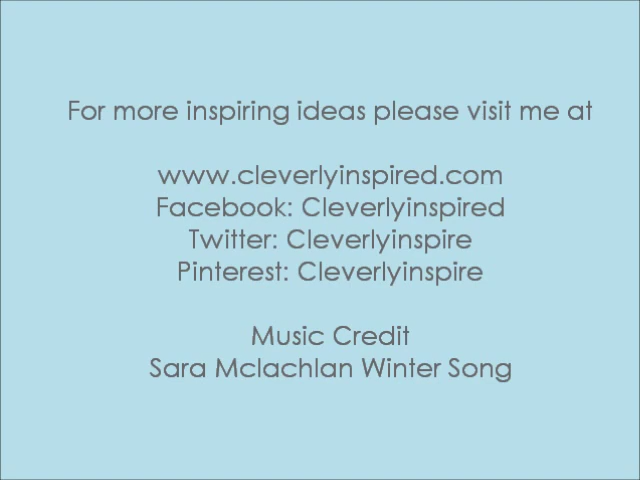 For more inspiring ideas please visit me at
www.cleverlyinspired.com
Facebook: Cleverlyinspired
Twitter: Cleverlyinspire
Pinterest: Cleverlyinspire
Music Credit
Sara Mclachlan Winter Song